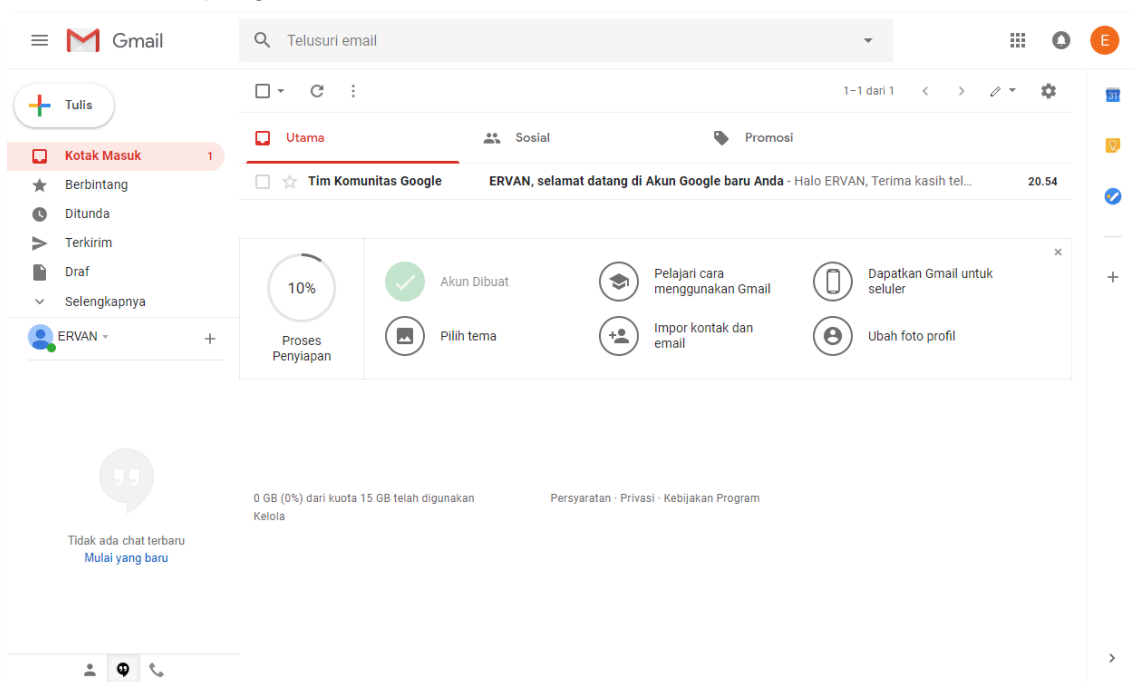 Gmail
Telusuri email
E
Tulis
1–1 dari 1
31
Utama
Sosial
Promosi
Kotak Masuk 1
Tim Komunitas Google ERVAN, selamat datang di Akun Google baru Anda - Halo ERVAN, Terima kasih tel... 20.54
Berbintang
Ditunda
Terkirim
Draf
Selengkapnya
ERVAN
10%
Proses
Penyiapan
Akun Dibuat
Pelajari cara
menggunakan Gmail
Dapatkan Gmail untuk
seluler
Pilih tema
Impor kontak dan
email
Ubah foto profil
0 GB (0%) dari kuota 15 GB telah digunakan
Kelola
Persyaratan · Privasi · Kebijakan Program
Tidak ada chat terbaru
Mulai yang baru